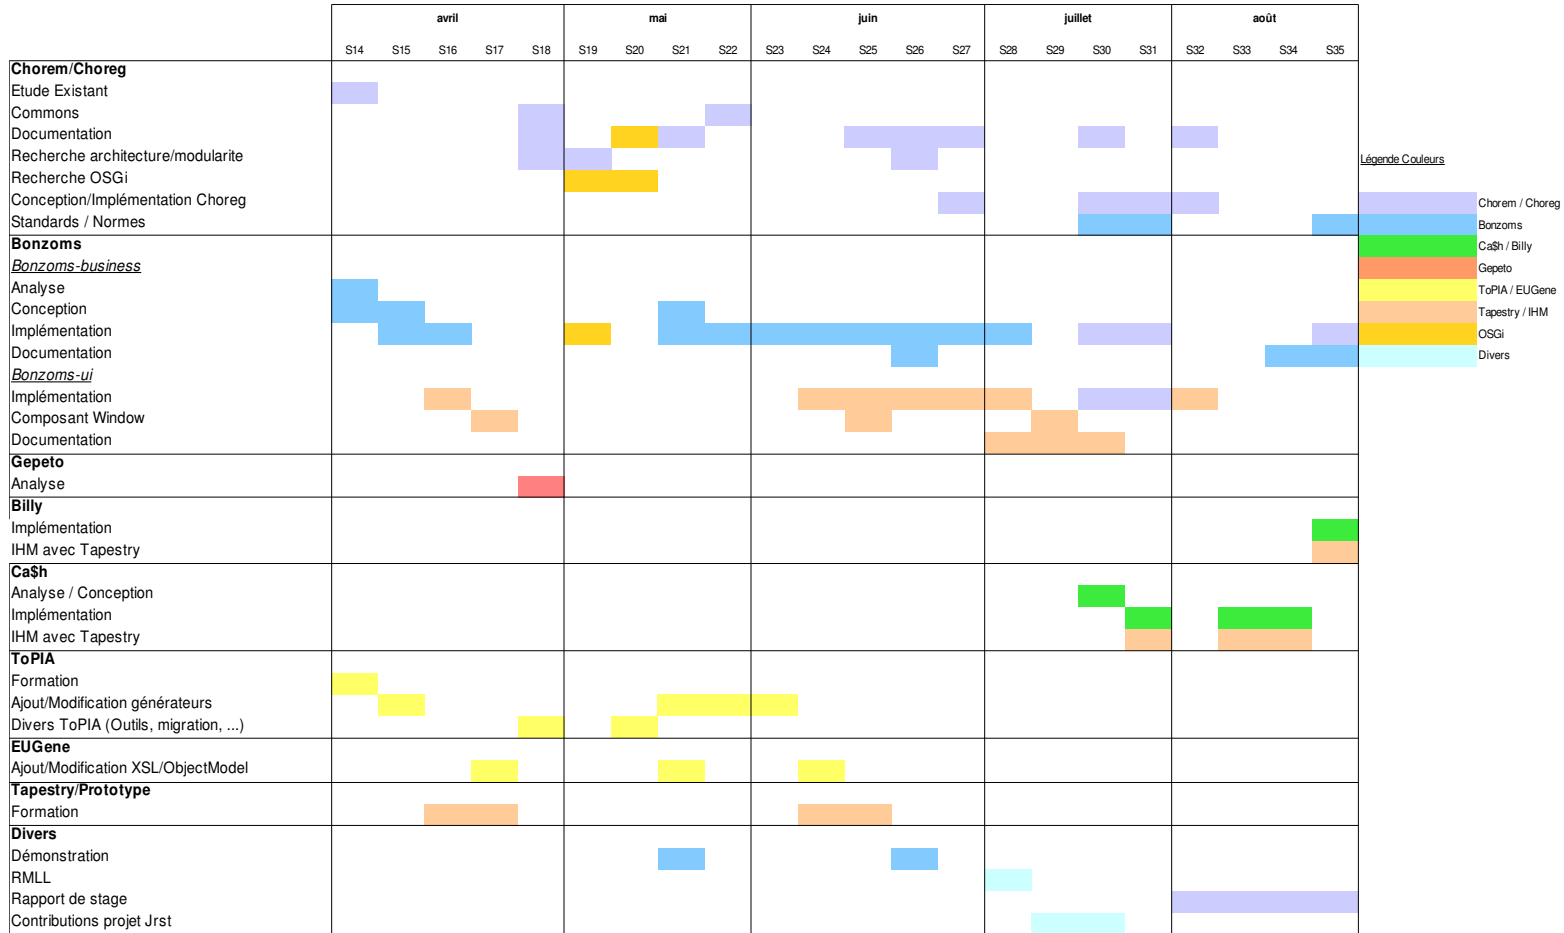 avril mai juin juillet août
S14 S15 S16 S17 S18 S19 S20 S21 S22 S23 S24 S25 S26 S27 S28 S29 S30 S31 S32 S33 S34 S35
Chorem/Choreg
Etude Existant
Commons
Documentation
Recherche architecture/modularite
Recherche OSGi
Conception/Implémentation Choreg
Standards / Normes
Bonzoms
Bonzoms-business
Analyse
Conception
Implémentation
Documentation
Bonzoms-ui
Implémentation
Composant Window
Documentation
Gepeto
Analyse
Billy
Implémentation
IHM avec Tapestry
Ca$h
Analyse / Conception
Implémentation
IHM avec Tapestry
ToPIA
Formation
Ajout/Modification générateurs
Divers ToPIA (Outils, migration, ...)
EUGene
Ajout/Modification XSL/ObjectModel
Tapestry/Prototype
Formation
Divers
Démonstration
RMLL
Rapport de stage
Contributions projet Jrst
Légende Couleurs
Chorem / Choreg
Bonzoms
Ca$h / Billy
Gepeto
ToPIA / EUGene
Tapestry / IHM
OSGi
Divers